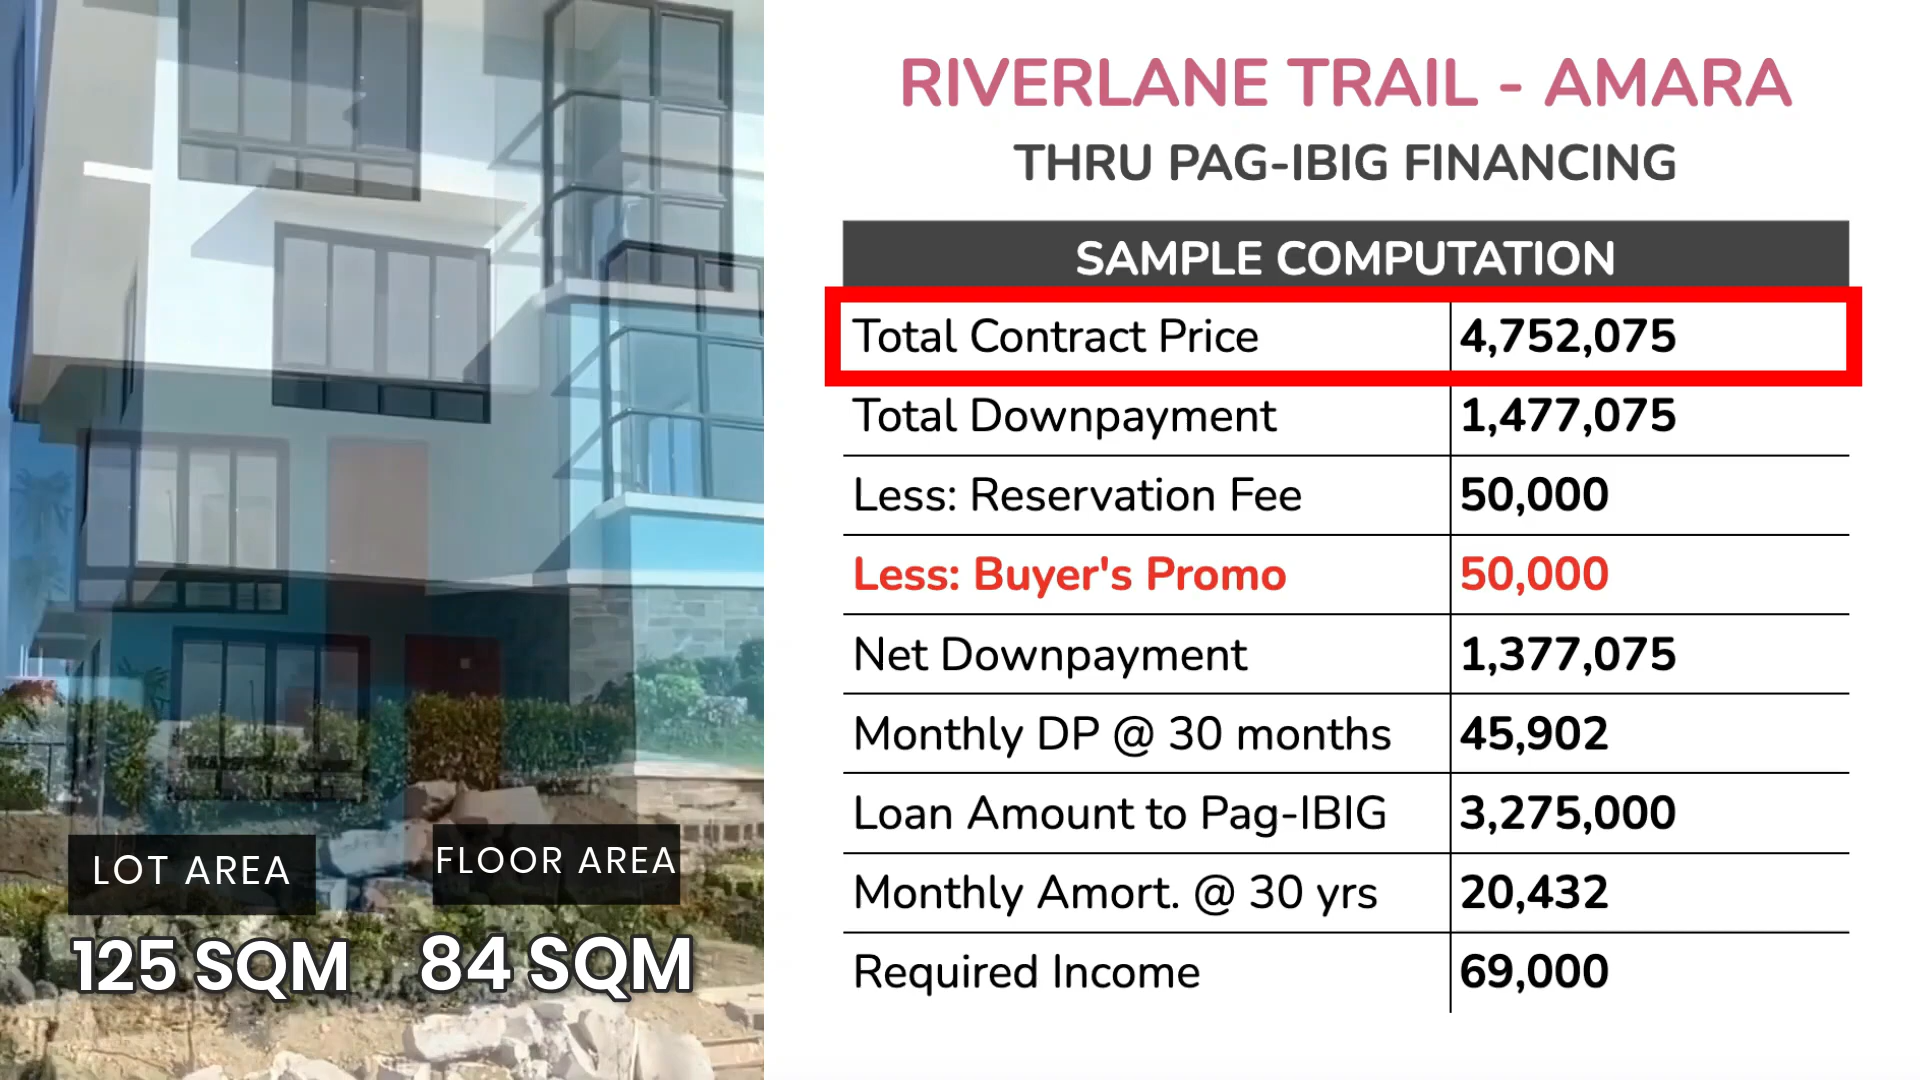 RIVERLANE TRAIL - AMARA
THRU PAG-IBIG FINANCING
SAMPLE COMPUTATION
Total Contract Price 4,752,075
Total Downpayment 1,477,075
Less: Reservation Fee 50,000
Less: Buyer's Promo 50,000
Net Downpayment 1,377,075
Monthly DP @ 30 months 45,902
Loan Amount to Pag-IBIG 3,275,000
Monthly Amort. @ 30 yrs 20,432
Required Income 69,000
LOT AREA
125 SQM
FLOOR AREA
84 SQM